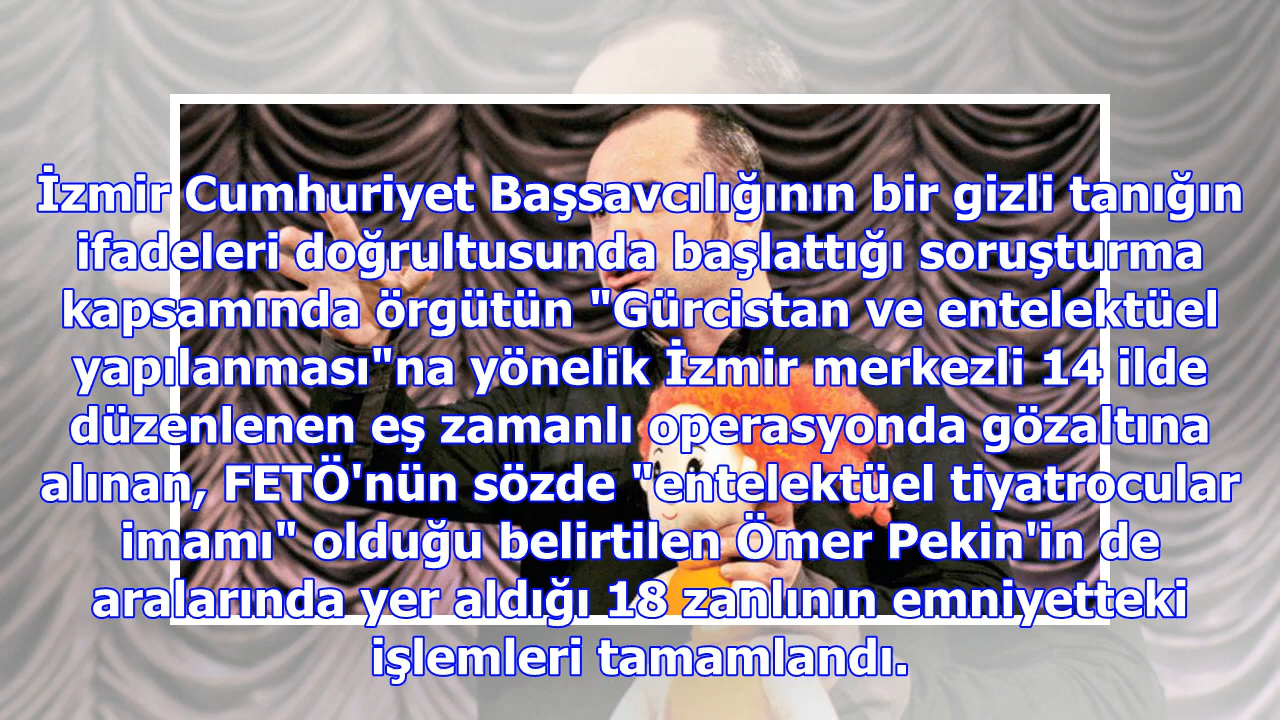 İzmir Cumhuriyet Başsavcılığının bir gizli tanığın
ifadeleri doğrultusunda başlattığı soruşturma
kapsamında örgütün "Gürcistan ve entelektüel
yapılanması"na yönelik İzmir merkezli 14 ilde
düzenlenen eş zamanlı operasyonda gözaltına
alınan, FETÖ'nün sözde "entelektüel tiyatrocular
imamı" olduğu belirtilen Ömer Pekin'in de
aralarında yer aldığı 18 zanlının emniyetteki
işlemleri tamamlandı.